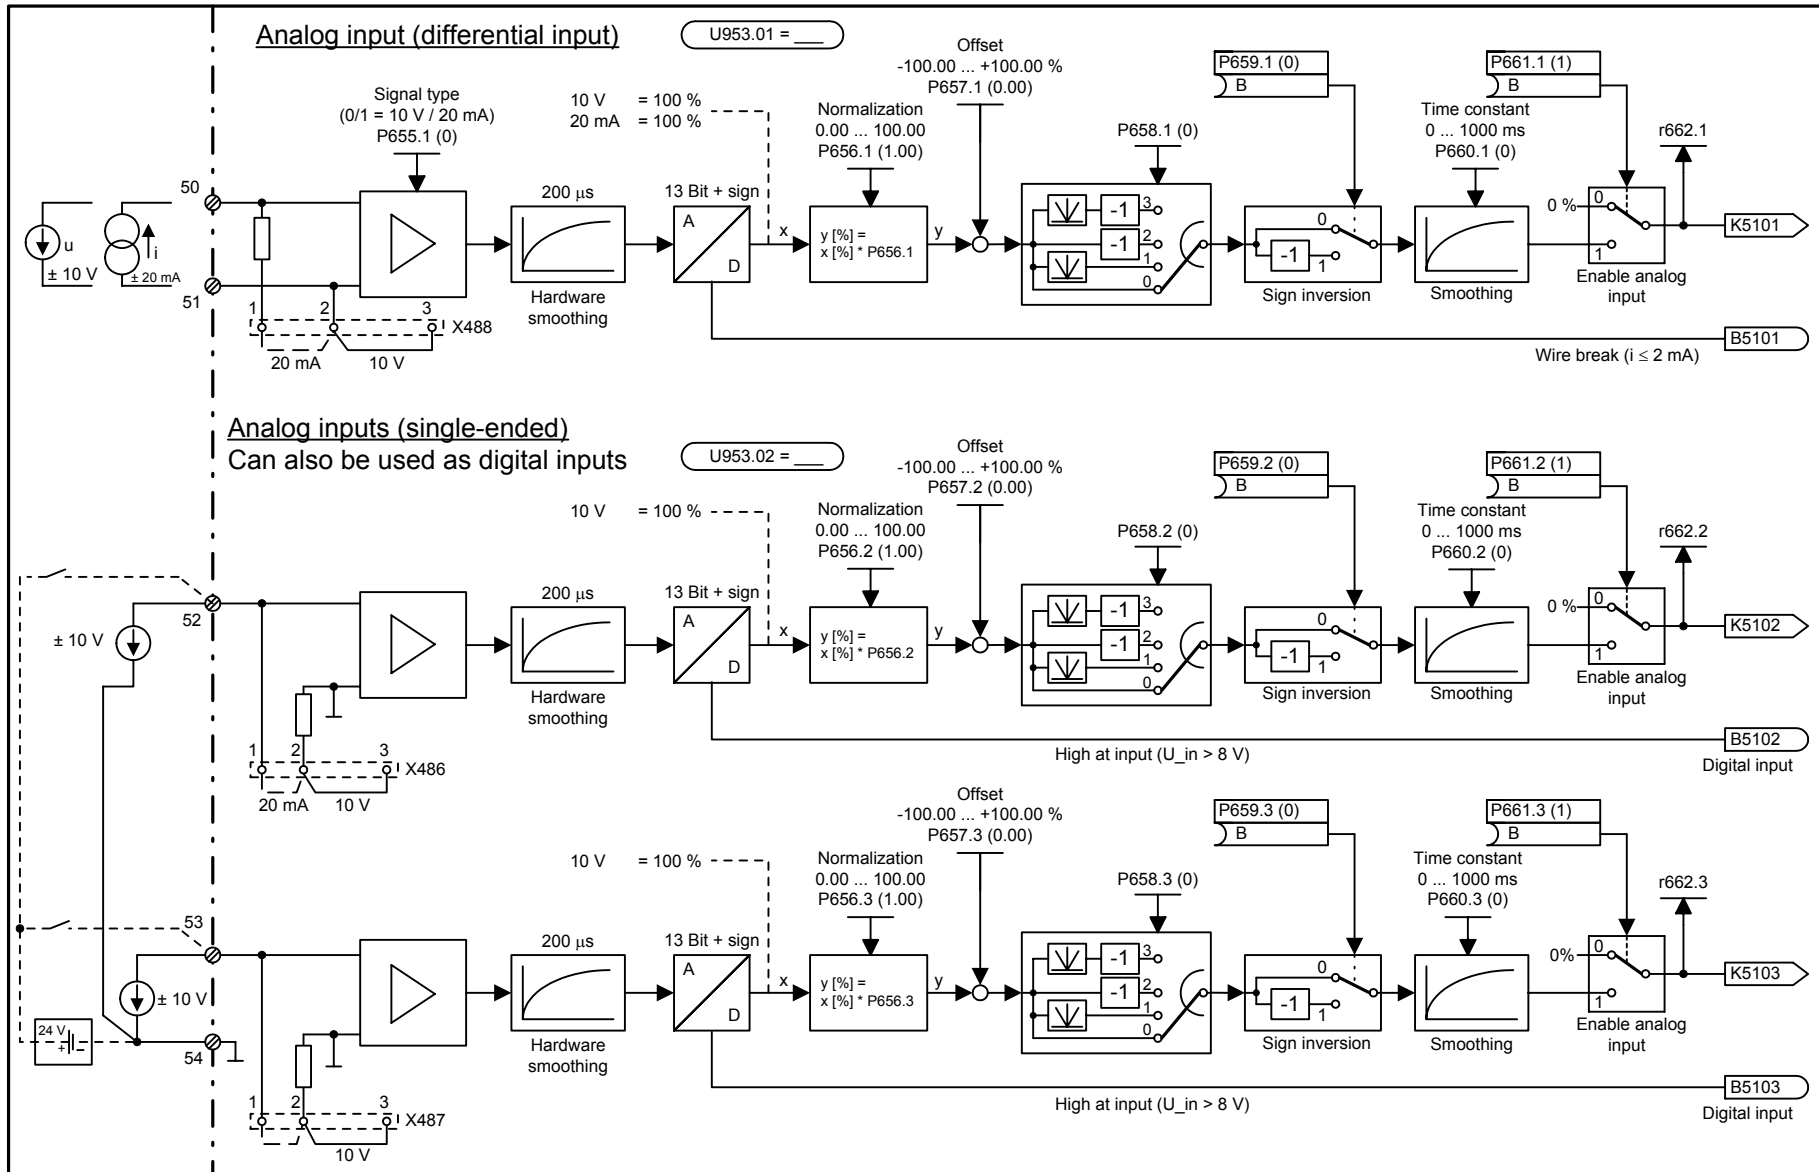 Analog input (differential input)
U953.01 = ___
Offset
-100.00 ... +100.00 %
P657.1 (0.00)
P659.1 (0)
B
P661.1 (1)
B
Signal type
(0/1 = 10 V / 20 mA)
P655.1 (0)
10 V = 100 %
20 mA = 100 %
Normalization
0.00 ... 100.00
P656.1 (1.00)
P658.1 (0)
Time constant
0 ... 1000 ms
P660.1 (0)
r662.1
50
200 µs
13 Bit + sign
A
D
x
y [%] =
x [%] * P656.1
y
-1
3
-1
2
1
0
0
-1
1
0 %
0
1
K5101
u
± 10 V
i
± 20 mA
51
Hardware
smoothing
Sign inversion
Smoothing
Enable analog
input
1
2
3
X488
20 mA
10 V
B5101
Wire break (i ≤ 2 mA)
Analog inputs (single-ended)
Can also be used as digital inputs
U953.02 = ___
Offset
-100.00 ... +100.00 %
P657.2 (0.00)
P659.2 (0)
B
P661.2 (1)
B
10 V = 100 %
Normalization
0.00 ... 100.00
P656.2 (1.00)
P658.2 (0)
Time constant
0 ... 1000 ms
P660.2 (0)
r662.2
52
200 µs
13 Bit + sign
A
D
x
y [%] =
x [%] * P656.2
y
-1
3
-1
2
1
0
0
-1
1
0 %
0
1
K5102
± 10 V
Hardware
smoothing
Sign inversion
Smoothing
Enable analog
input
1
2
3
X486
20 mA
10 V
High at input (U_in > 8 V)
B5102
Digital input
Offset
-100.00 ... +100.00 %
P657.3 (0.00)
P659.3 (0)
B
P661.3 (1)
B
10 V = 100 %
Normalization
0.00 ... 100.00
P656.3 (1.00)
P658.3 (0)
Time constant
0 ... 1000 ms
P660.3 (0)
r662.3
53
200 µs
13 Bit + sign
A
D
x
y [%] =
x [%] * P656.3
y
-1
3
-1
2
1
0
0
-1
1
0%
0
1
K5103
± 10 V
24 V
+
-
54
Hardware
smoothing
Sign inversion
Smoothing
Enable analog
input
1
2
3
X487
10 V
High at input (U_in > 8 V)
B5103
Digital input